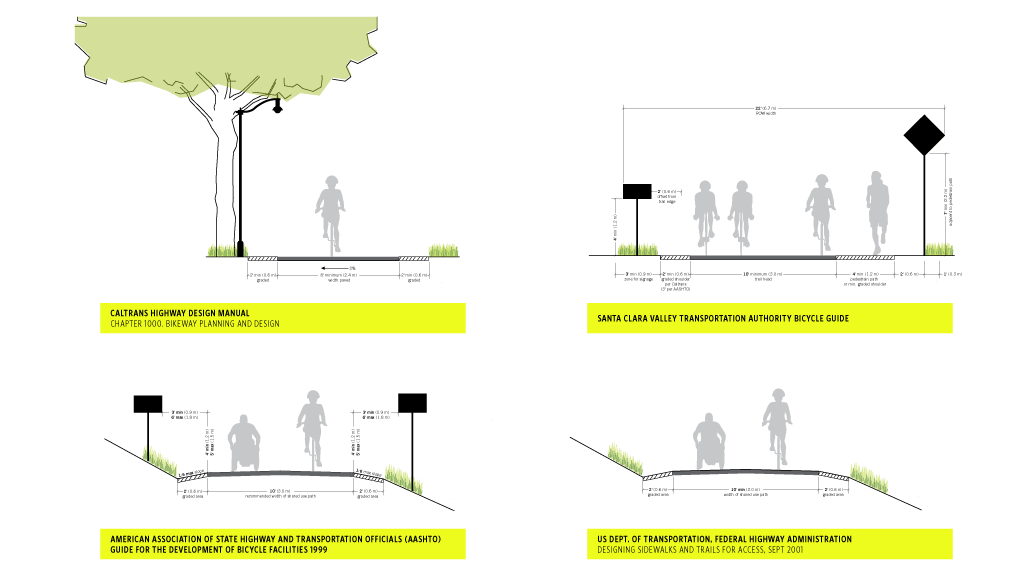 1%
2' min (0.6 m)
graded
8' minimum (2.4 m)
width paved
2' min (0.6 m)
graded
CALTRANS HIGHWAY DESIGN MANUAL
CHAPTER 1000. BIKEWAY PLANNING AND DESIGN
22' (6.7 m)
ROW width
2' (0.6 m)
offset from
trail edge
4' min (1.2 m)
7' min (2.2 m)
adjacent to pedestrian path
3' min (0.9 m)
zone for signage
2' min (0.6 m)
graded shoulder
per Caltrans
(3' per AASHTO)
10' minimum (3.0 m)
trail tread
4' min (1.2 m)
pedestrian path
or min. graded shoulder
2' (0.6 m)
1' (0.3 m)
SANTA CLARA VALLEY TRANSPORTATION AUTHORITY BICYCLE GUIDE
3' min (0.9 m)
6' max (1.8 m)
4' min (1.2 m)
5' max (1.5 m)
3' min (0.9 m)
6' max (1.8 m)
4' min (1.2 m)
5' max (1.5 m)
1:6 max slope
1:6 max slope
2' (0.6 m)
graded area
10' (3.0 m)
recommended width of shared use path
2' (0.6 m)
graded area
AMERICAN ASSOCIATION OF STATE HIGHWAY AND TRANSPORTATION OFFICIALS (AASHTO)
GUIDE FOR THE DEVELOPMENT OF BICYCLE FACILITIES 1999
2' (0.6 m)
graded area
10' min (3.0 m)
width of shared use path
2' (0.6 m)
graded area
US DEPT. OF TRANSPORTATION, FEDERAL HIGHWAY ADMINISTRATION
DESIGNING SIDEWALKS AND TRAILS FOR ACCESS, SEPT 2001